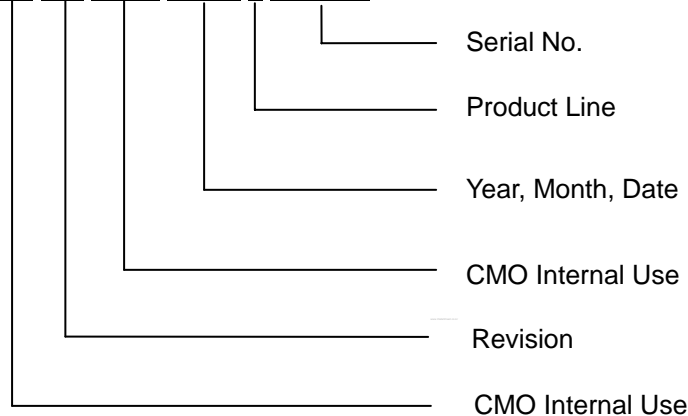 Serial No.
Product Line
Year, Month, Date
CMO Internal Use
Revision
CMO Internal Use